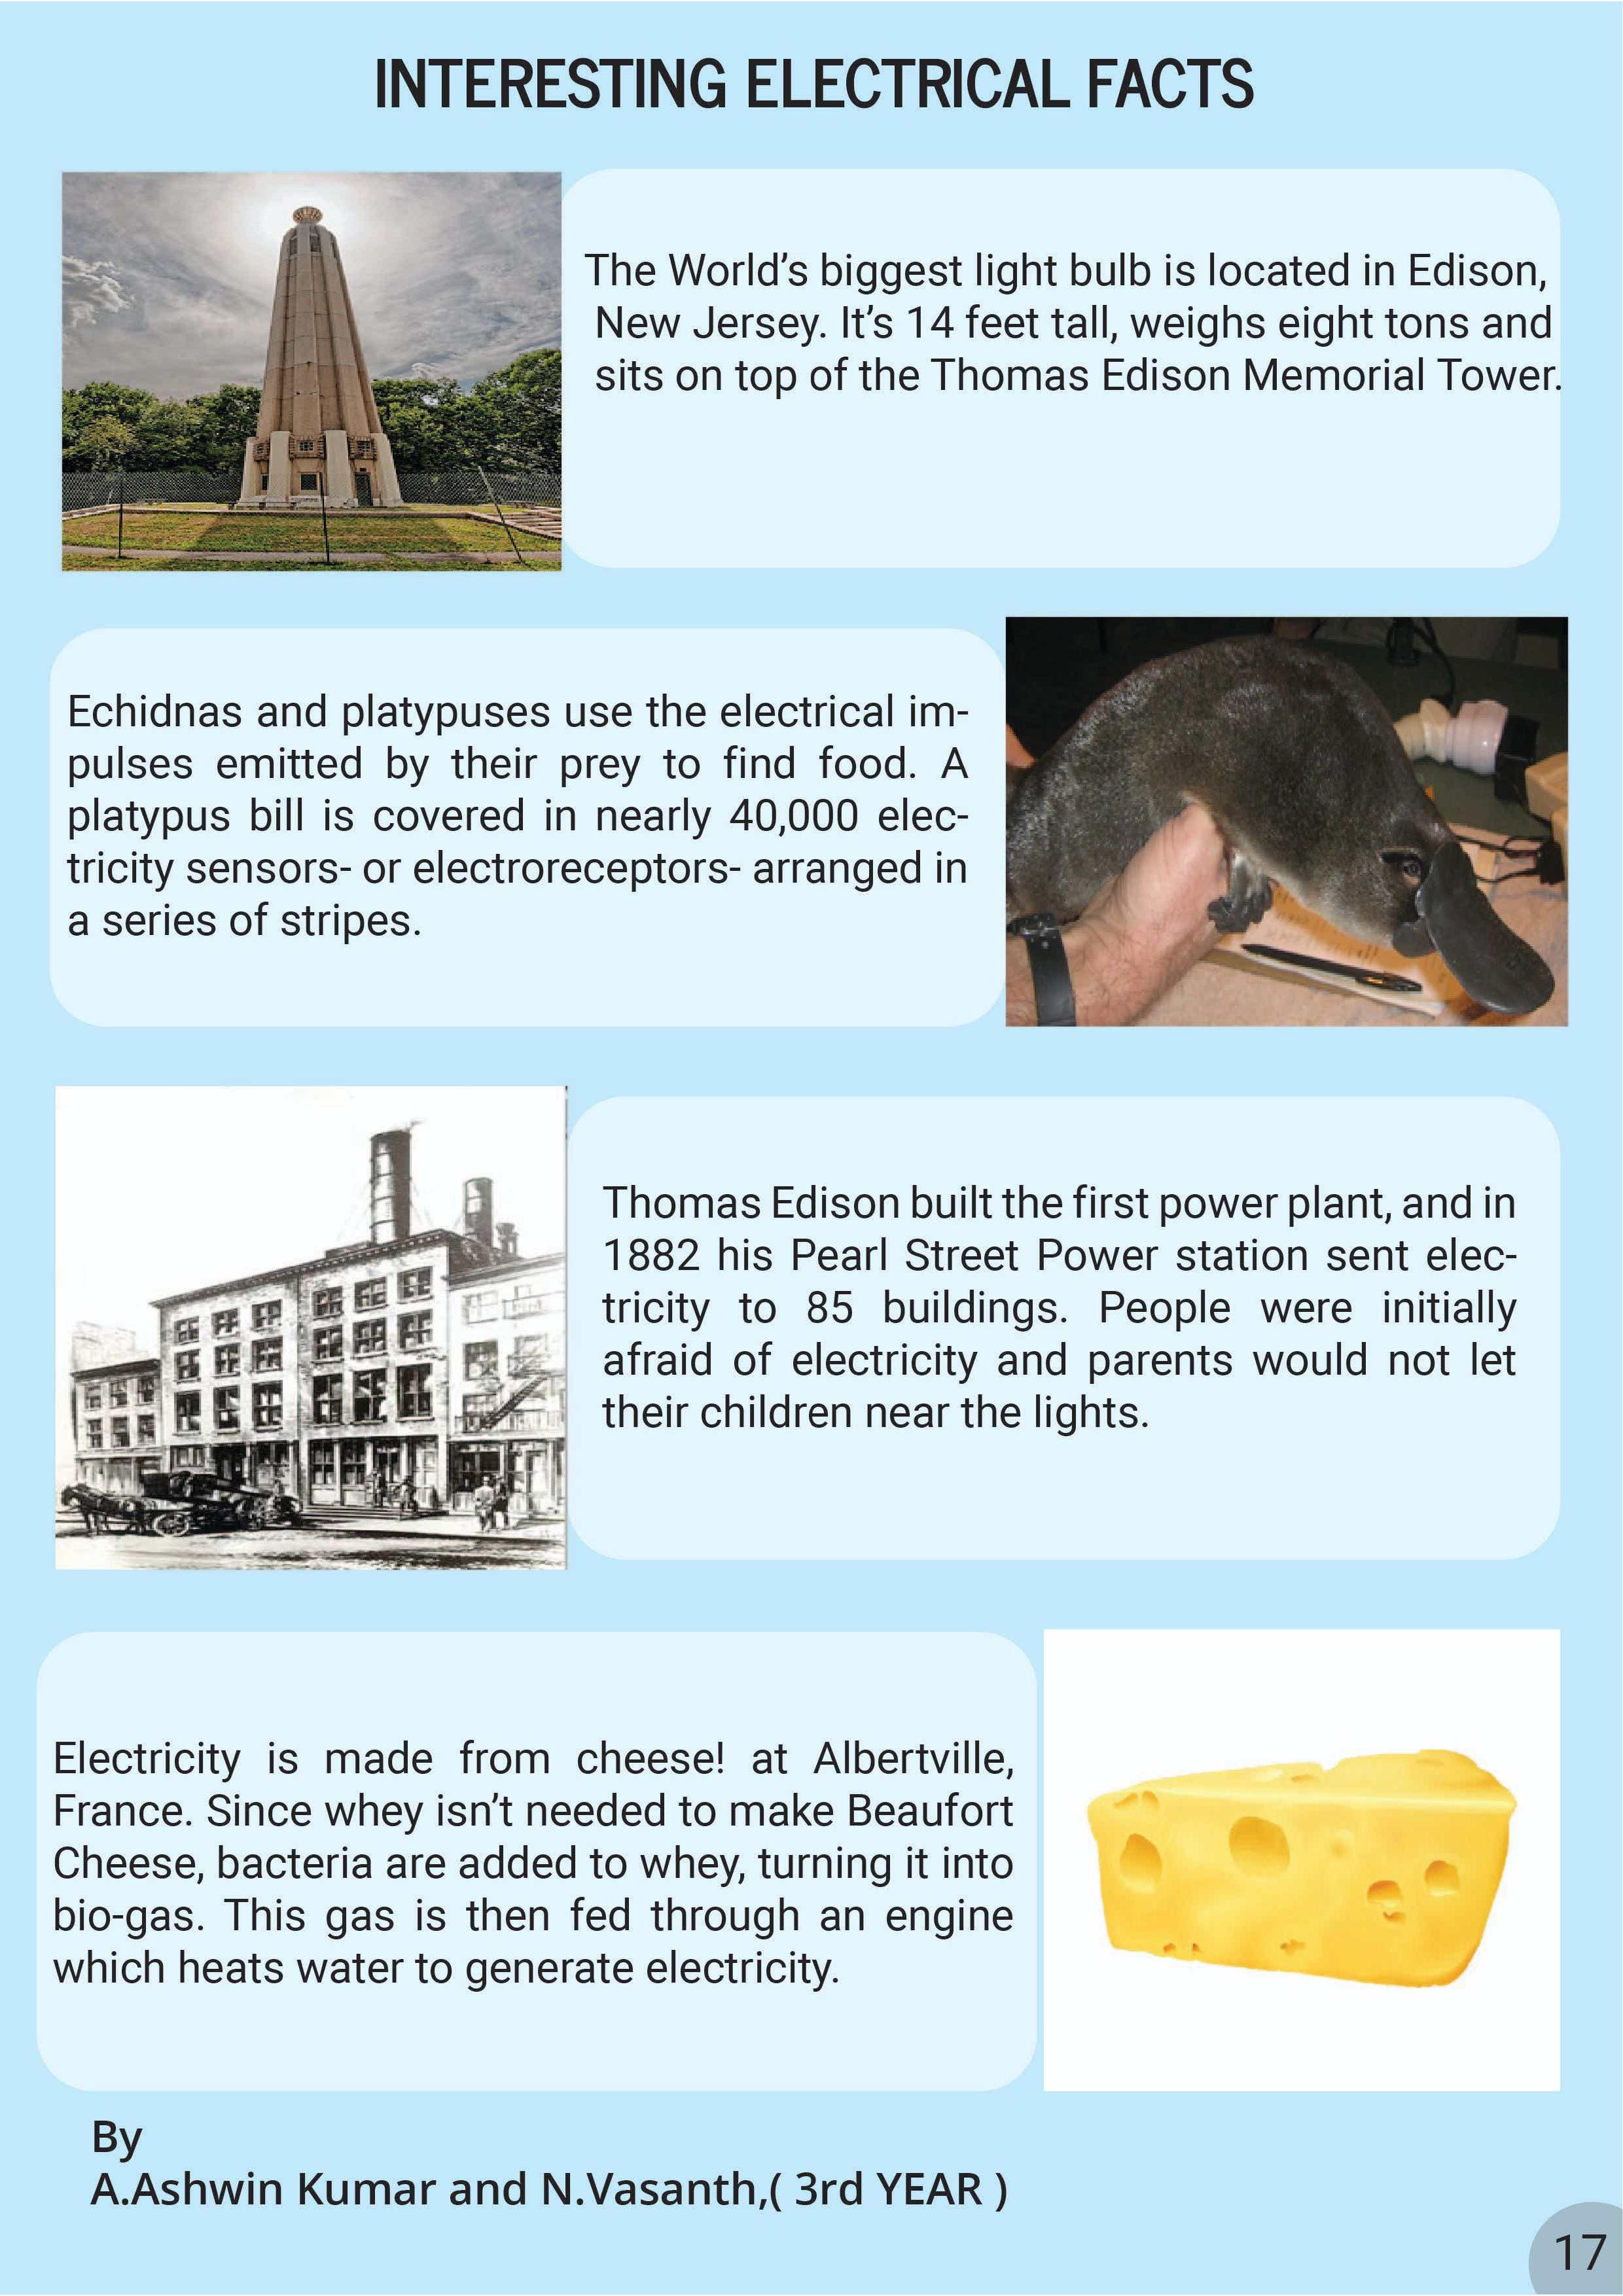 INTERESTING ELECTRICAL FACTS
The World’s biggest light bulb is located in Edison,
New Jersey. It’s 14 feet tall, weighs eight tons and
sits on top of the Thomas Edison Memorial Tower.
Echidnas and platypuses use the electrical im-
pulses emitted by their prey to find food. A
platypus bill is covered in nearly 40,000 elec-
tricity sensors- or electroreceptors- arranged in
a series of stripes.
Thomas Edison built the first power plant, and in
1882 his Pearl Street Power station sent elec-
tricity to 85 buildings. People were initially
afraid of electricity and parents would not let
their children near the lights.
Electricity is made from cheese! at Albertville,
France. Since whey isn’t needed to make Beaufort
Cheese, bacteria are added to whey, turning it into
bio-gas. This gas is then fed through an engine
which heats water to generate electricity.
By
A.Ashwin Kumar and N.Vasanth,( 3rd YEAR )
17